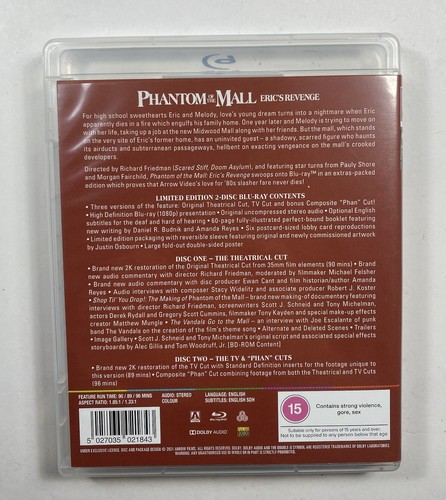 PHANTOM OF THE MALL ERIC'S REVENGE
For high school sweethearts Eric and Melody, love's young dream turns into a nightmare when Eric
apparently dies in a fire which engulfs his family home. One year later and Melody is trying to move on
with her life, taking up a job at the new Midwood Mall along with her friends. But the mall, which stands
on the very site of Eric's former home, has an uninvited guest – a shadowy, scarred figure who haunts
its airducts and subterranean passageways, hellbent on exacting vengeance on the mall's crooked
developers.
Directed by Richard Friedman (Scared Stiff, Doom Asylum), and featuring star turns from Pauly Shore
and Morgan Fairchild, Phantom of the Mall: Eric's Revenge swoops onto Blu-ray™ in an extras-packed
edition which proves that Arrow Video's love for '80s slasher fare never dies!
LIMITED EDITION 2-DISC BLU-RAY CONTENTS
• Three versions of the feature: Original Theatrical Cut, TV Cut and bonus Composite "Phan" Cut!
• High Definition Blu-ray (1080p) presentation • Original uncompressed stereo audio • Optional English
subtitles for the deaf and hard of hearing • 60-page fully-illustrated perfect-bound booklet featuring
new writing by Daniel R. Budnik and Amanda Reyes • Six postcard-sized lobby card reproductions
• Limited edition packaging with reversible sleeve featuring original and newly commissioned artwork
by Justin Osbourn • Large fold-out double-sided poster
DISC ONE – THE THEATRICAL CUT
• Brand new 2K restoration of the Original Theatrical Cut from 35mm film elements (90 mins) • Brand
new audio commentary with director Richard Friedman, moderated by filmmaker Michael Felsher
• Brand new audio commentary with disc producer Ewan Cant and film historian/author Amanda
Reyes • Audio interviews with composer Stacy Widelitz and associate producer Robert J. Koster
• Shop Til' You Drop!: The Making of Phantom of the Mall – brand new making-of documentary featuring
interviews with director Richard Friedman, screenwriters Scott J. Schneid and Tony Michelman,
actors Derek Rydall and Gregory Scott Cummins, filmmaker Tony Kayden and special make-up effects
creator Matthew Mungle • The Vandals Go to the Mall – an interview with Joe Escalante of punk
band The Vandals on the creation of the film's theme song • Alternate and Deleted Scenes • Trailers
• Image Gallery • Scott J. Schneid and Tony Michelman's original script and associated special effects
storyboards by Alec Gillis and Tom Woodruff, Jr. [BD-ROM Content]
DISC TWO – THE TV & "PHAN" CUTS
• Brand new 2K restoration of the TV Cut with Standard Definition inserts for the footage unique
to this version (89 mins) • Composite "Phan" Cut combining footage from both the Theatrical and TV Cuts
(96 mins)
FEATURE RUN TIME: 90 / 89 / 96 MINS
ASPECT RATIO: 1.85:1 / 1.33:1
AUDIO: STEREO
COLOUR
LANGUAGE: ENGLISH
SUBTITLES: ENGLISH SDH
5 027035 021843
DOLBY AUDIO
15
Contains strong violence,
gore, sex
Suitable only for persons of 15 years and over.
Not to be supplied to any person below that age.